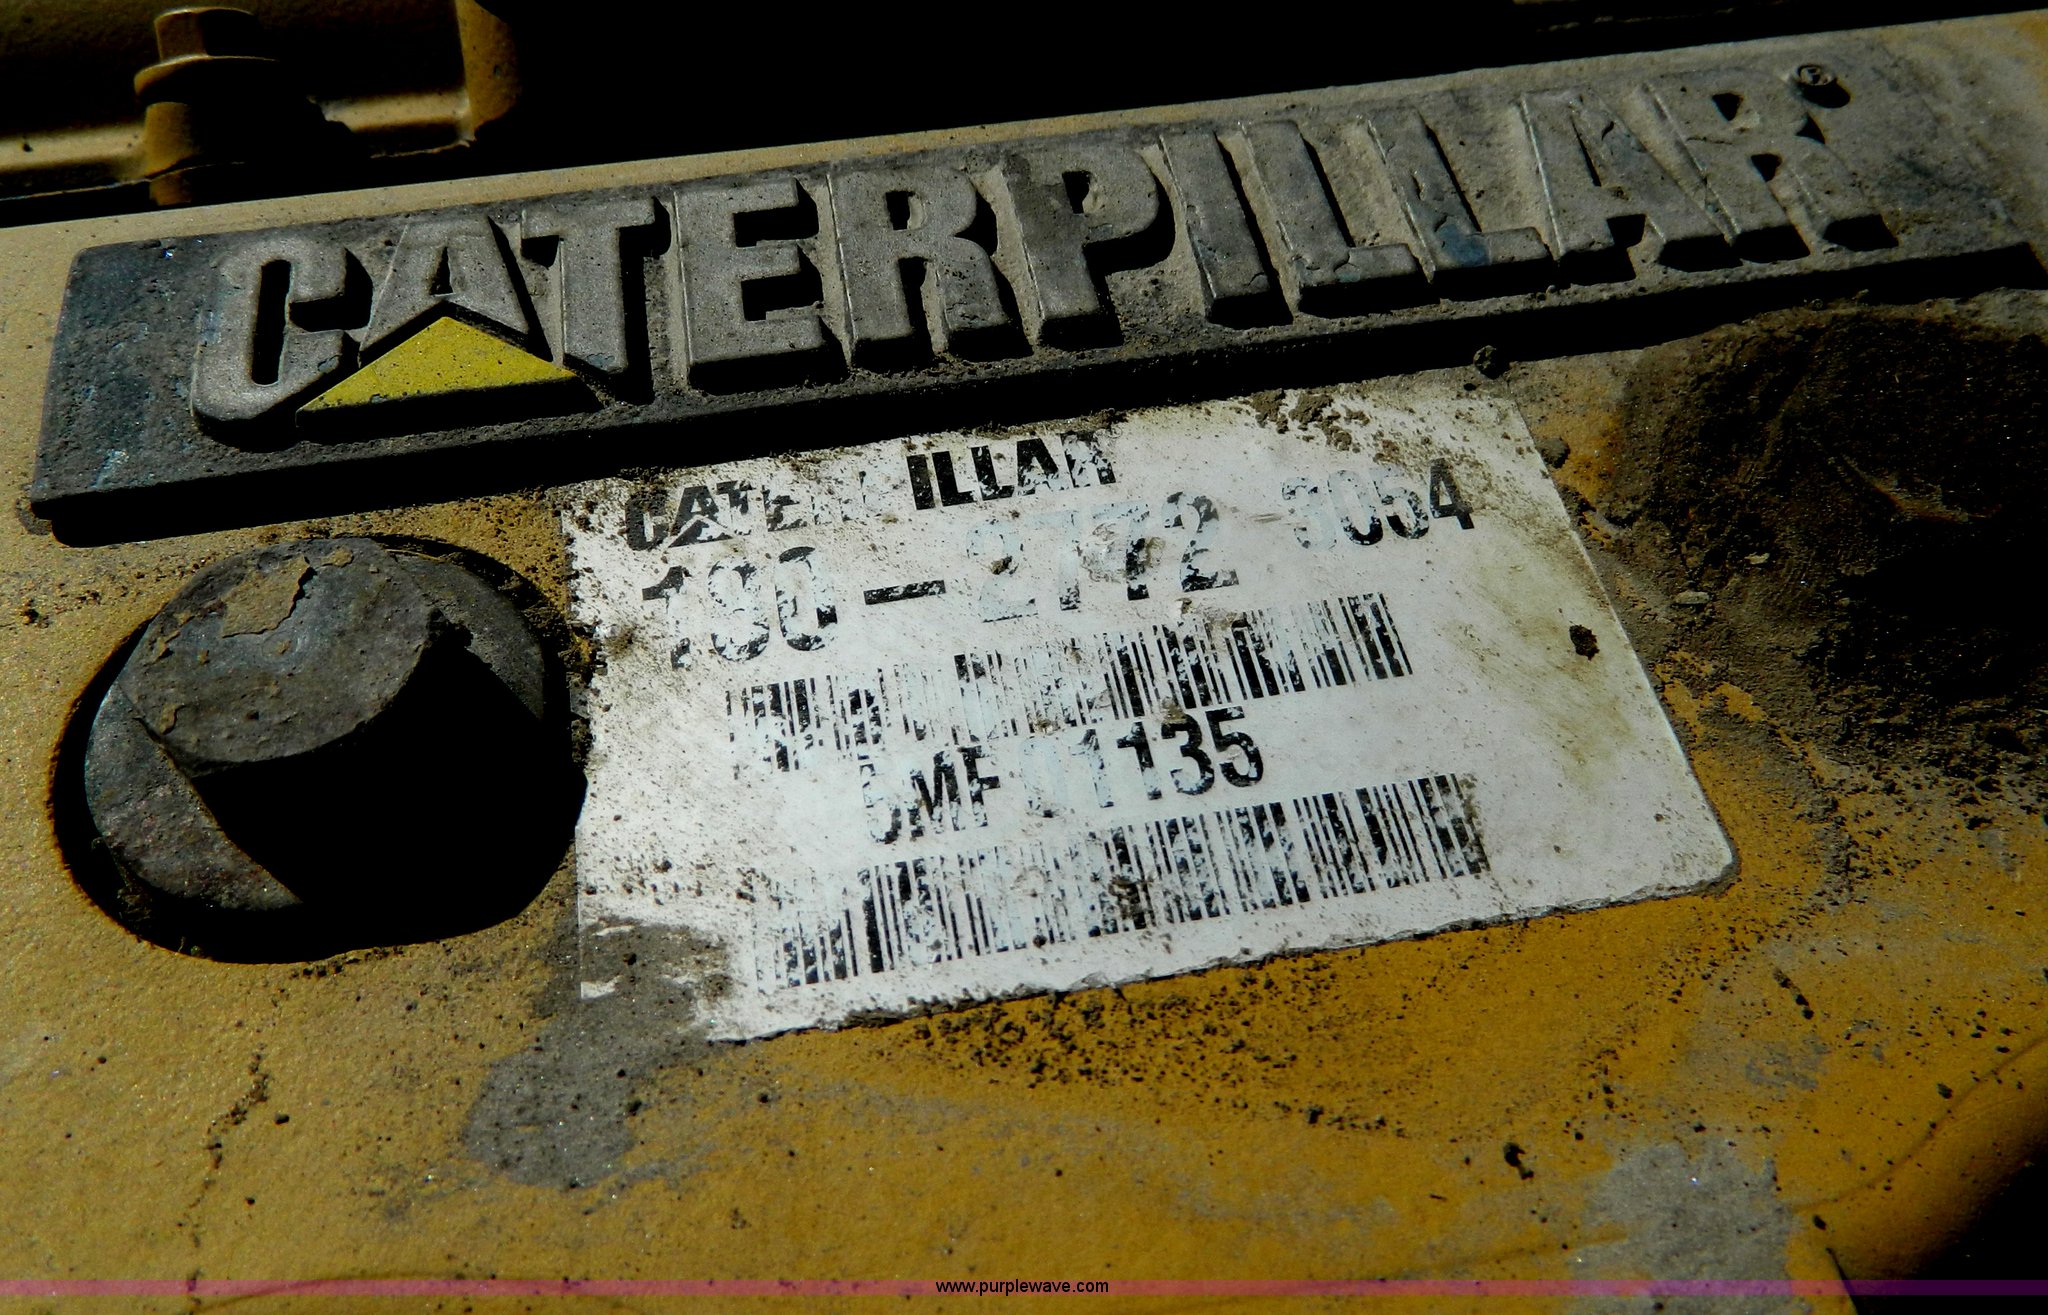 CATERPILLAR®
CATERPILLAR
190-2772 3054
5MF01135
www.purplewave.com